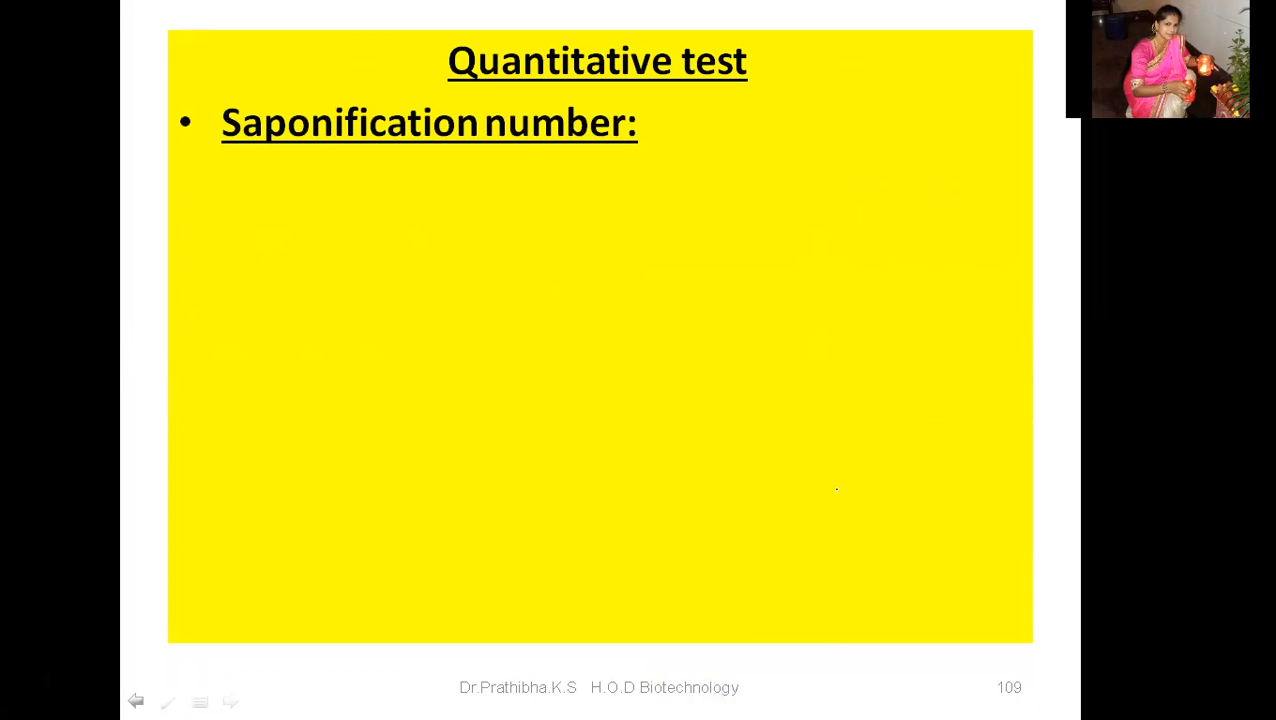 Quantitative test
• Saponification number:
Dr.Prathibha.K.S H.O.D Biotechnology
109